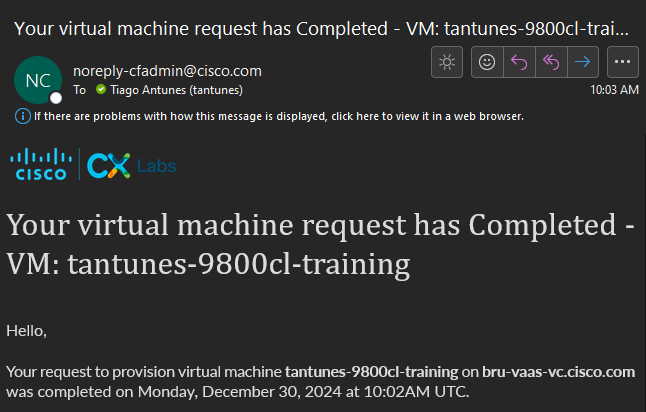 Your virtual machine request has Completed - VM: tantunes-9800cl-trai...
NC
noreply-cfadmin@cisco.com
To Tiago Antunes (tantunes)
10:03 AM
If there are problems with how this message is displayed, click here to view it in a web browser.
CISCO CX Labs
Your virtual machine request has Completed -
VM: tantunes-9800cl-training
Hello,
Your request to provision virtual machine tantunes-9800cl-training on bru-vaas-vc.cisco.com
was completed on Monday, December 30, 2024 at 10:02AM UTC.